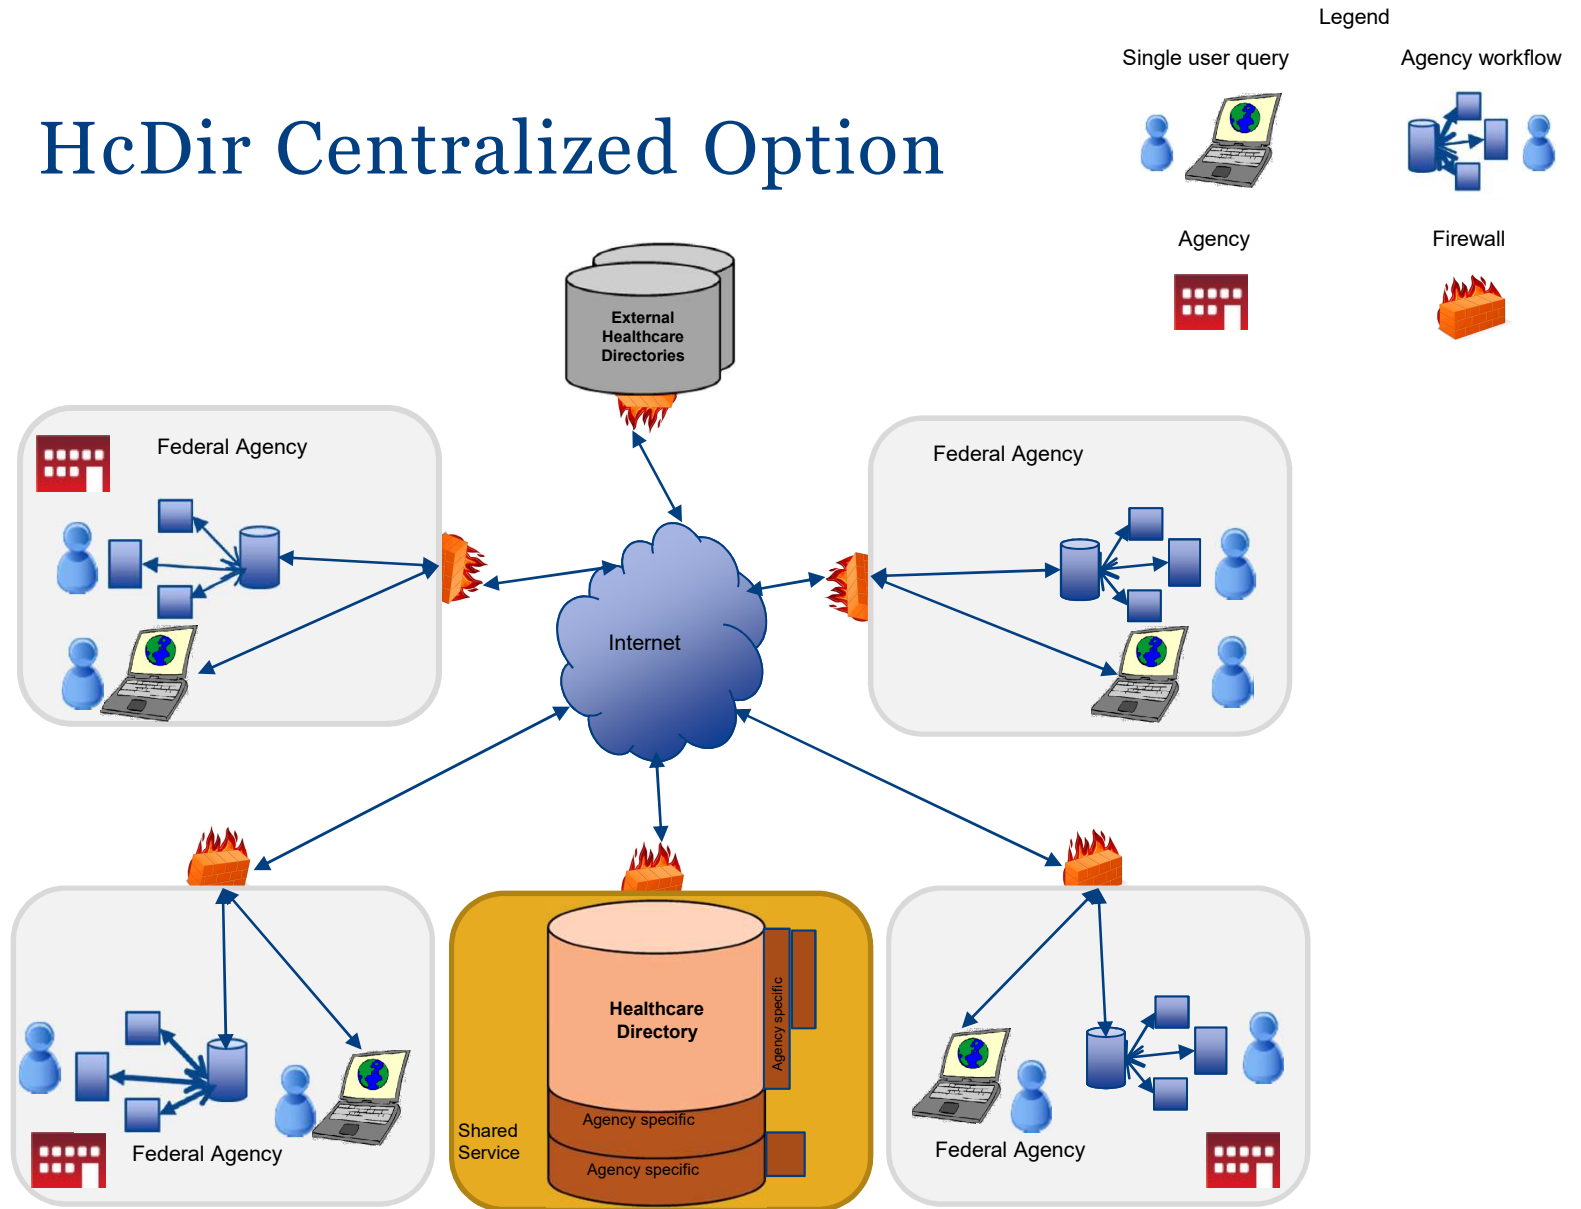 Legend
Single user query
Agency workflow
HcDir Centralized Option
Agency
Firewall
External
Healthcare
Directories
Federal Agency
Federal Agency
Internet
Healthcare
Directory
Agency specific
Agency specific
Agency specific
Shared
Service
Federal Agency
Federal Agency